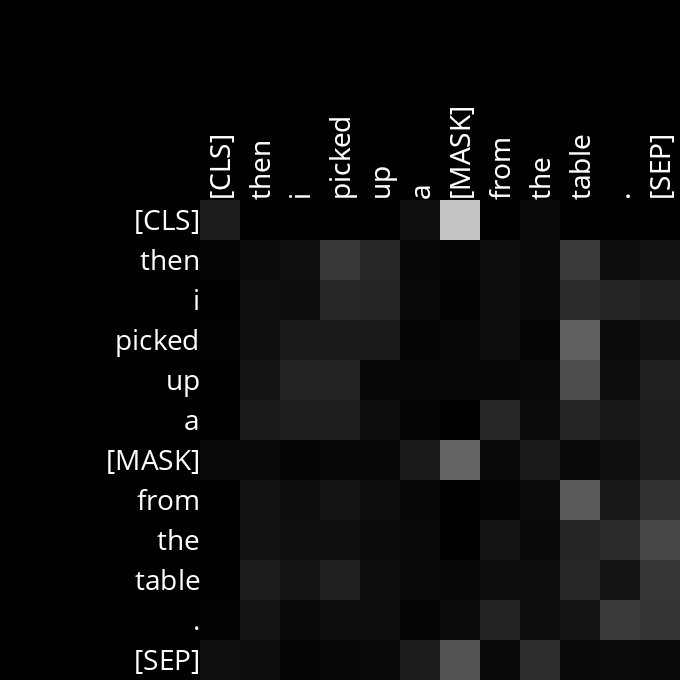 [CLS] then i picked up a [MASK] from the table . [SEP]
[CLS]
then
i
picked
up
a
[MASK]
from
the
table
.
[SEP]